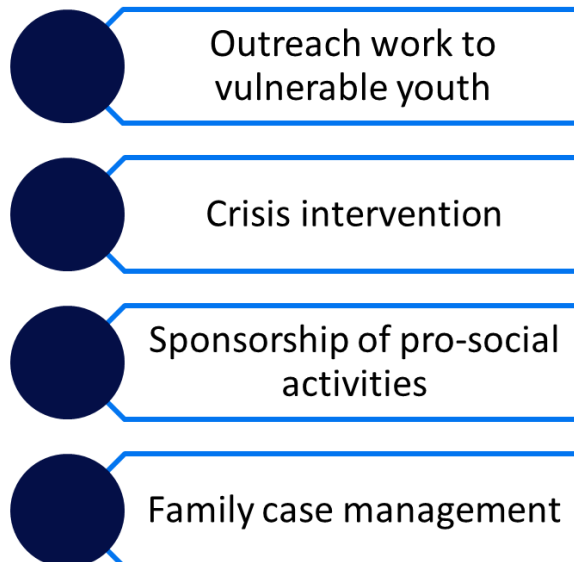 Outreach work to
vulnerable youth
Crisis intervention
Sponsorship of pro-social
activities
Family case management